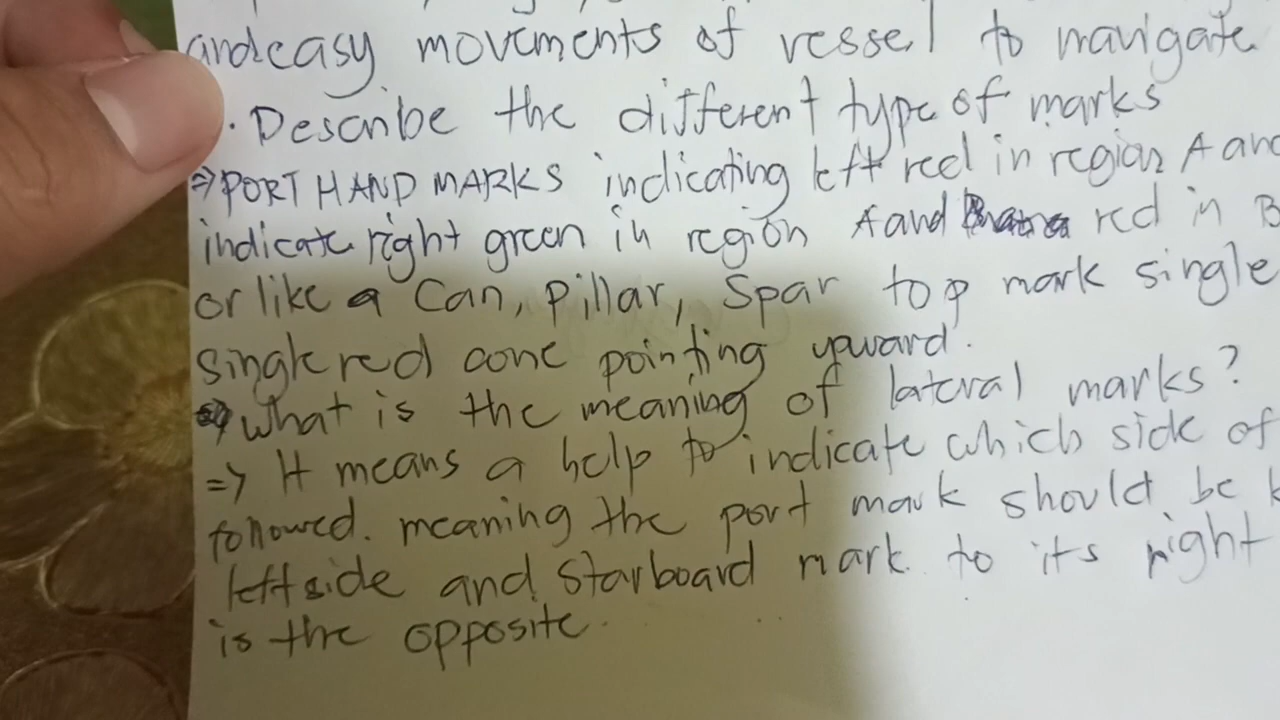 andeasy movements of vessel to navigate
. Describe the different type of marks
⇒ PORT HAND MARKS indicating left red in region A and
indicate right green in region A and red in B
or like a Can, pillar, Spar top mark single
single red cone pointing upward.
⇒ what is the meaning of lateral marks?
⇒ It means a help to indicate which side of
followed. meaning the port mark should be k
left side and starboard mark to its right
is the opposite.